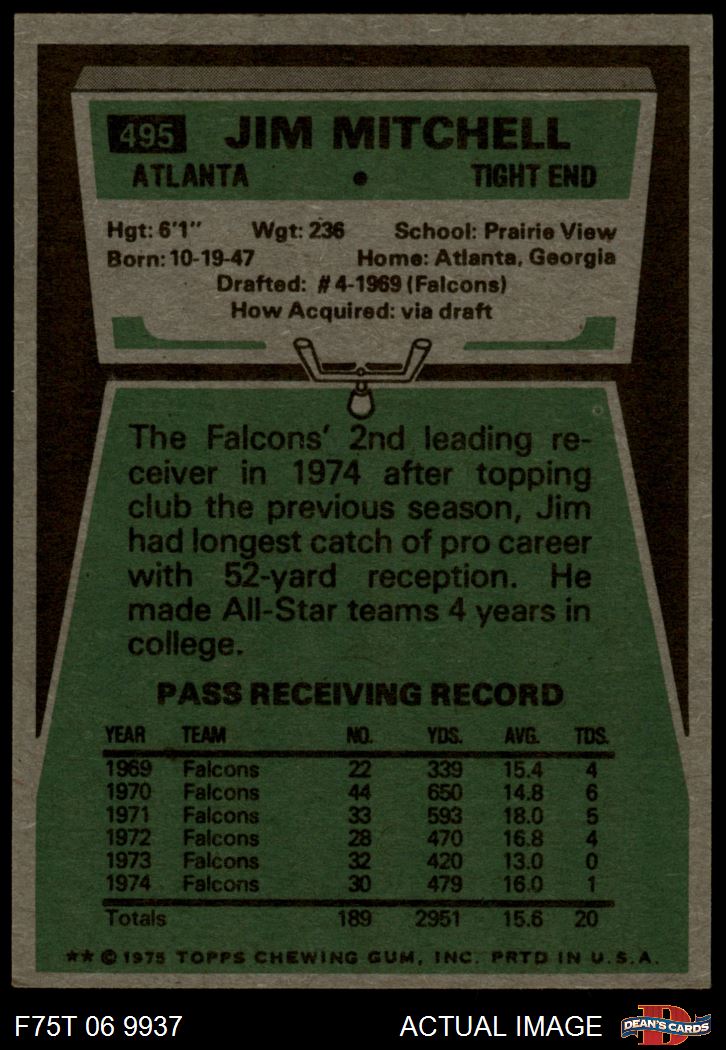 495 JIM MITCHELL
ATLANTA • TIGHT END
Hgt: 6'1" Wgt: 236 School: Prairie View
Born: 10-19-47 Home: Atlanta, Georgia
Drafted: #4-1969 (Falcons)
How Acquired: via draft
The Falcons' 2nd leading re-
ceiver in 1974 after topping
club the previous season, Jim
had longest catch of pro career
with 52-yard reception. He
made All-Star teams 4 years in
college.
PASS RECEIVING RECORD
YEAR TEAM NO. YDS. AVG. TDS.
1969 Falcons 22 339 15.4 4
1970 Falcons 44 650 14.8 6
1971 Falcons 33 593 18.0 5
1972 Falcons 28 470 16.8 4
1973 Falcons 32 420 13.0 0
1974 Falcons 30 479 16.0 1
Totals 189 2951 15.6 20
★★ © 1975 TOPPS CHEWING GUM, INC. PRTD IN U.S.A.
F75T 06 9937 ACTUAL IMAGE D DEAN'S CARDS